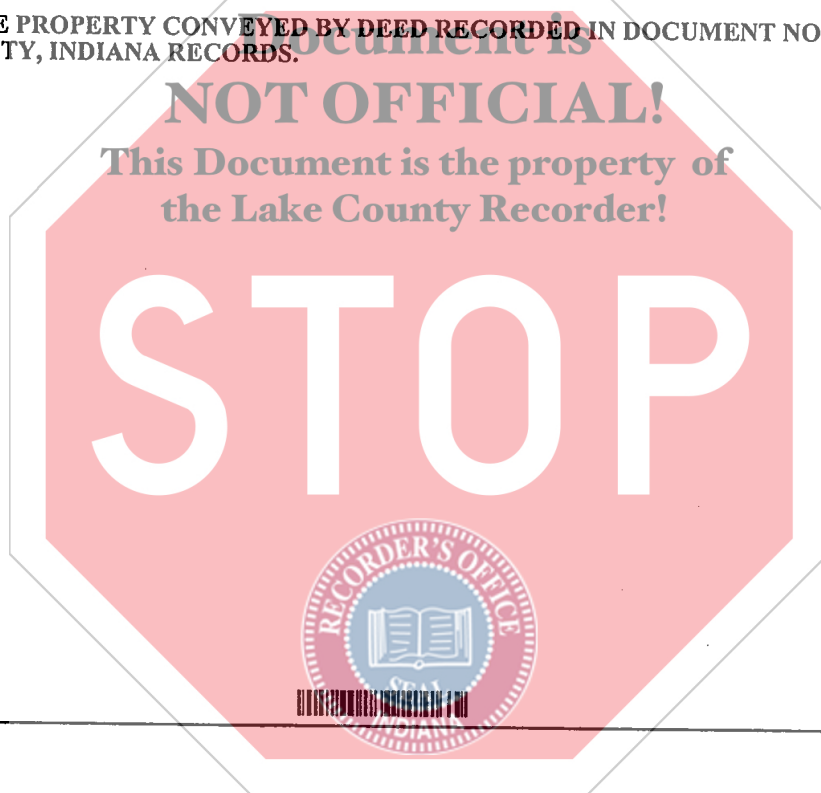 E PROPERTY CONVEYED BY DEED RECORDED IN DOCUMENT NO
TY, INDIANA RECORDS.
Document is
NOT OFFICIAL!
This Document is the property of
the Lake County Recorder!
STOP
RECORDER'S OFFICE
SEAL
INDIANA